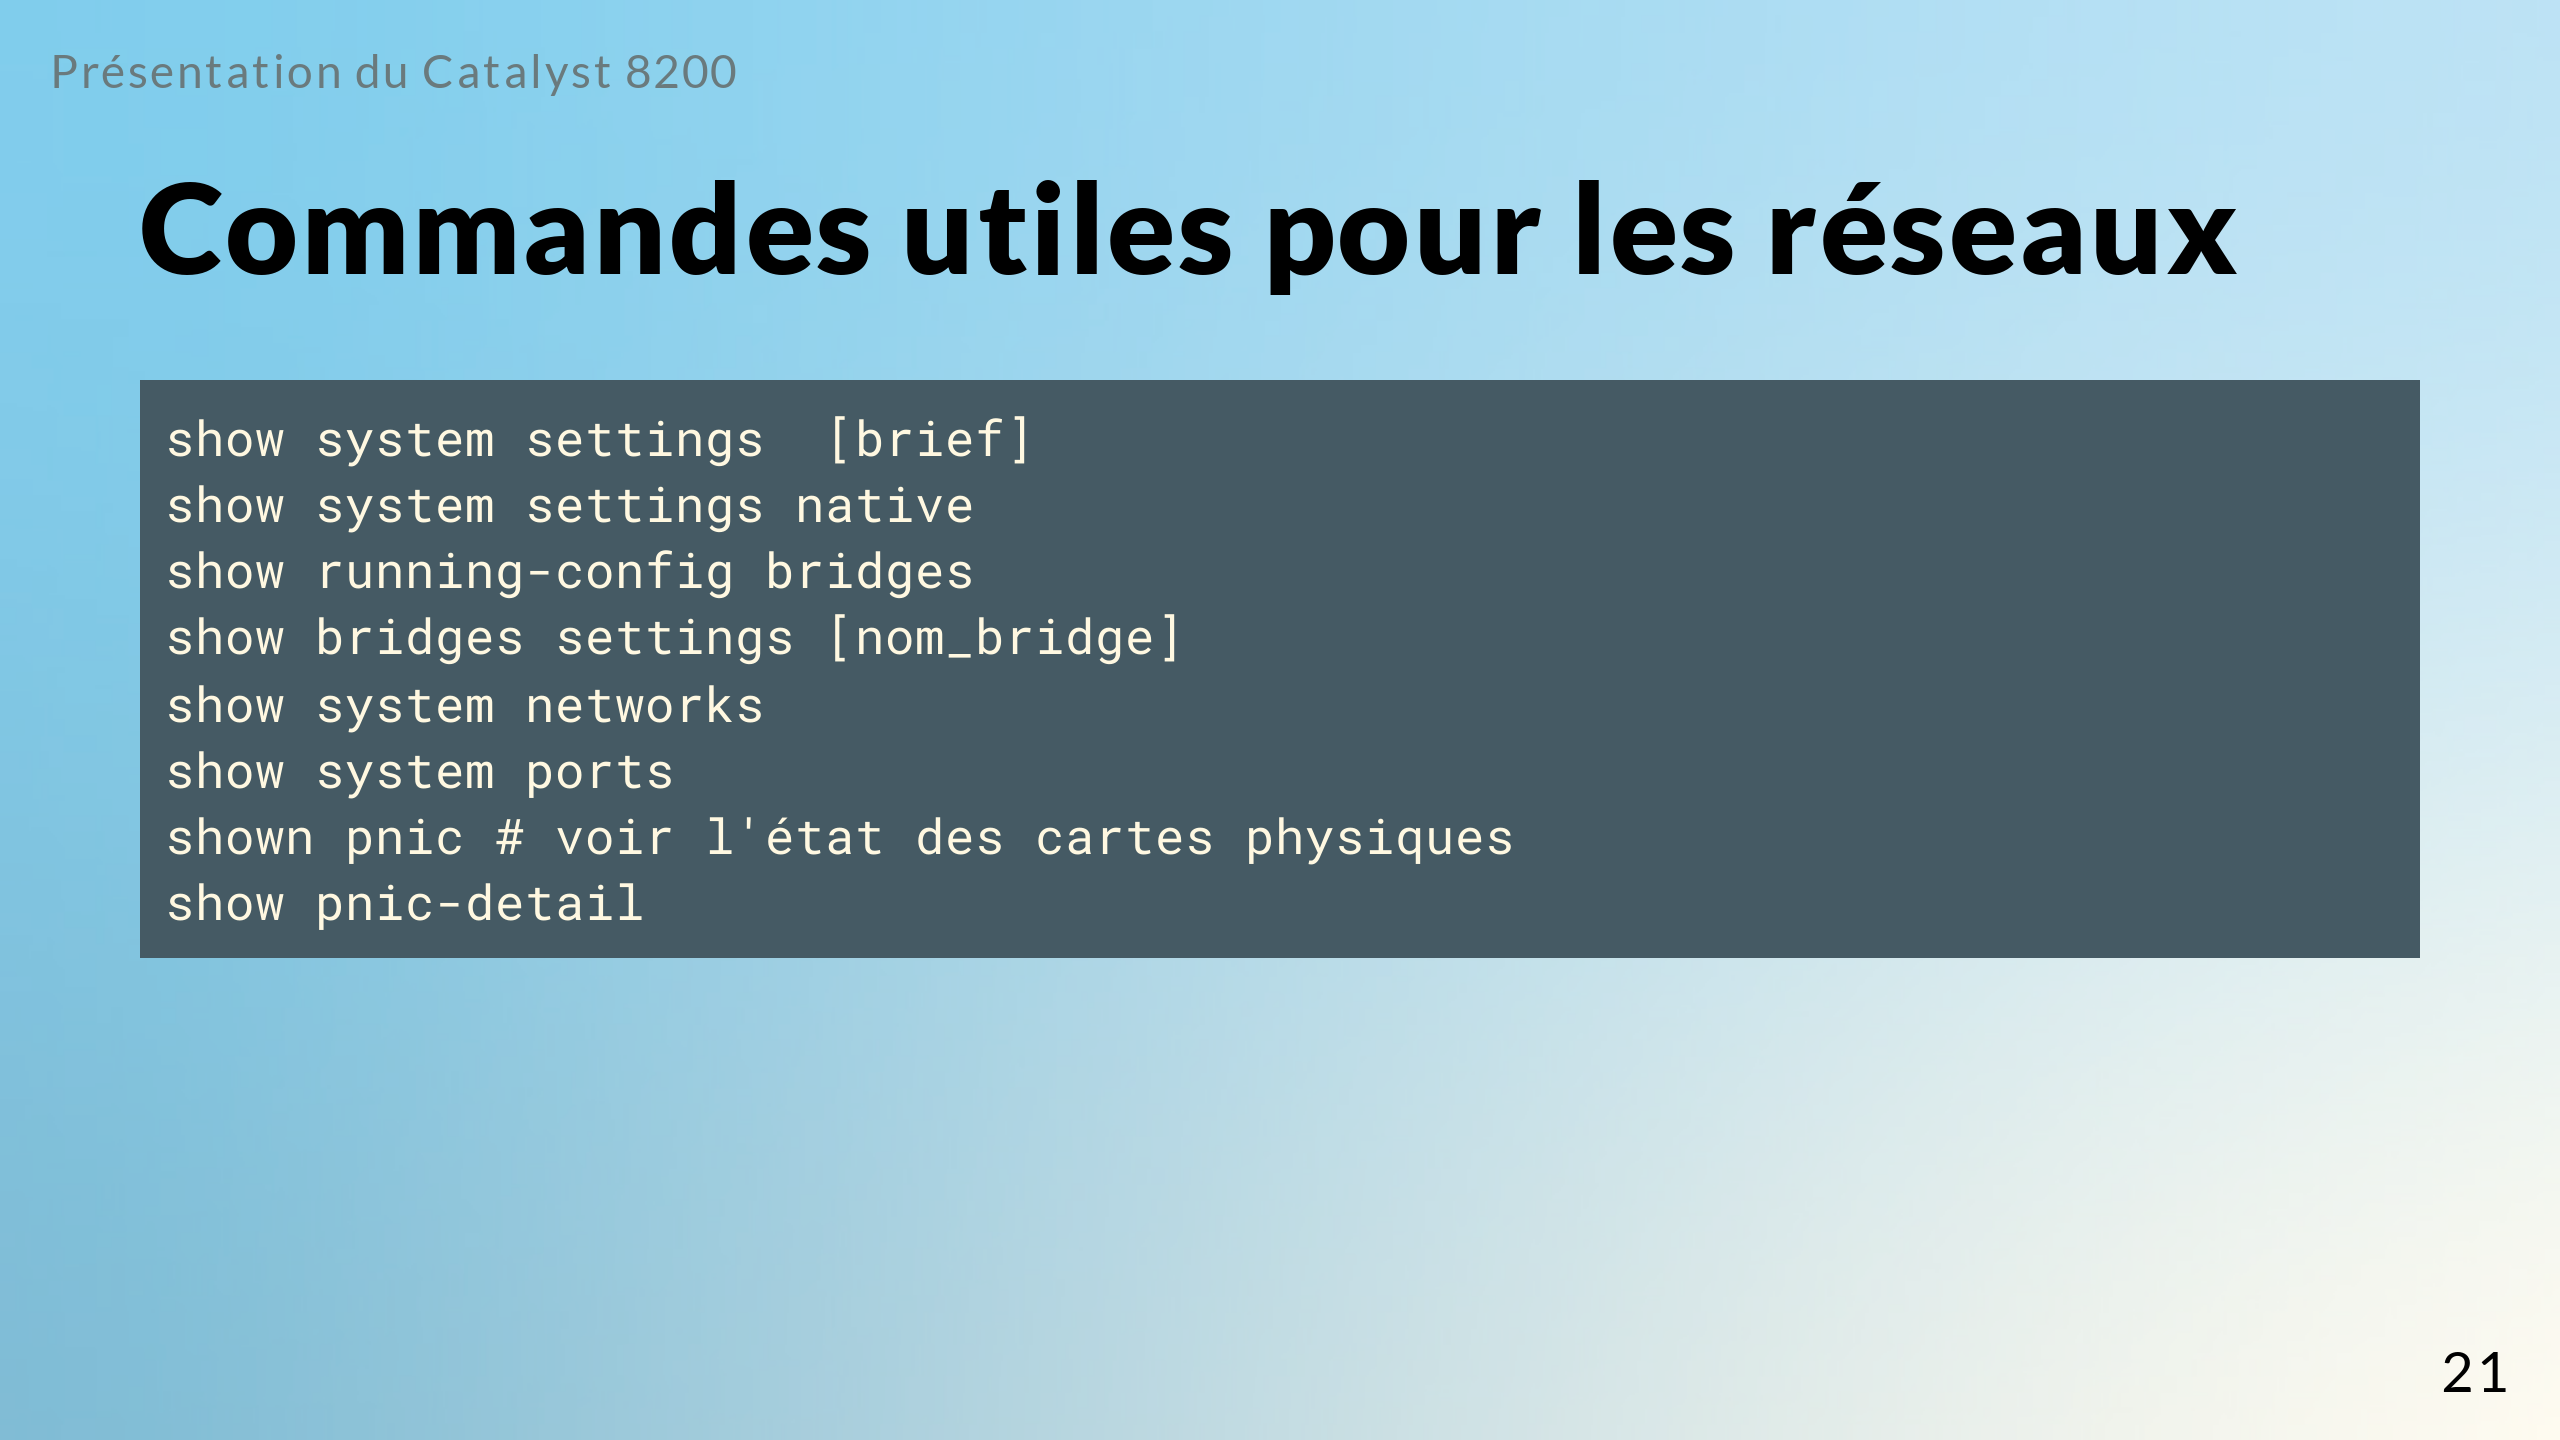 Présentation du Catalyst 8200
Commandes utiles pour les réseaux
show system settings  [brief]
show system settings native
show running-config bridges
show bridges settings [nom_bridge]
show system networks
show system ports
shown pnic # voir l'état des cartes physiques
show pnic-detail
21